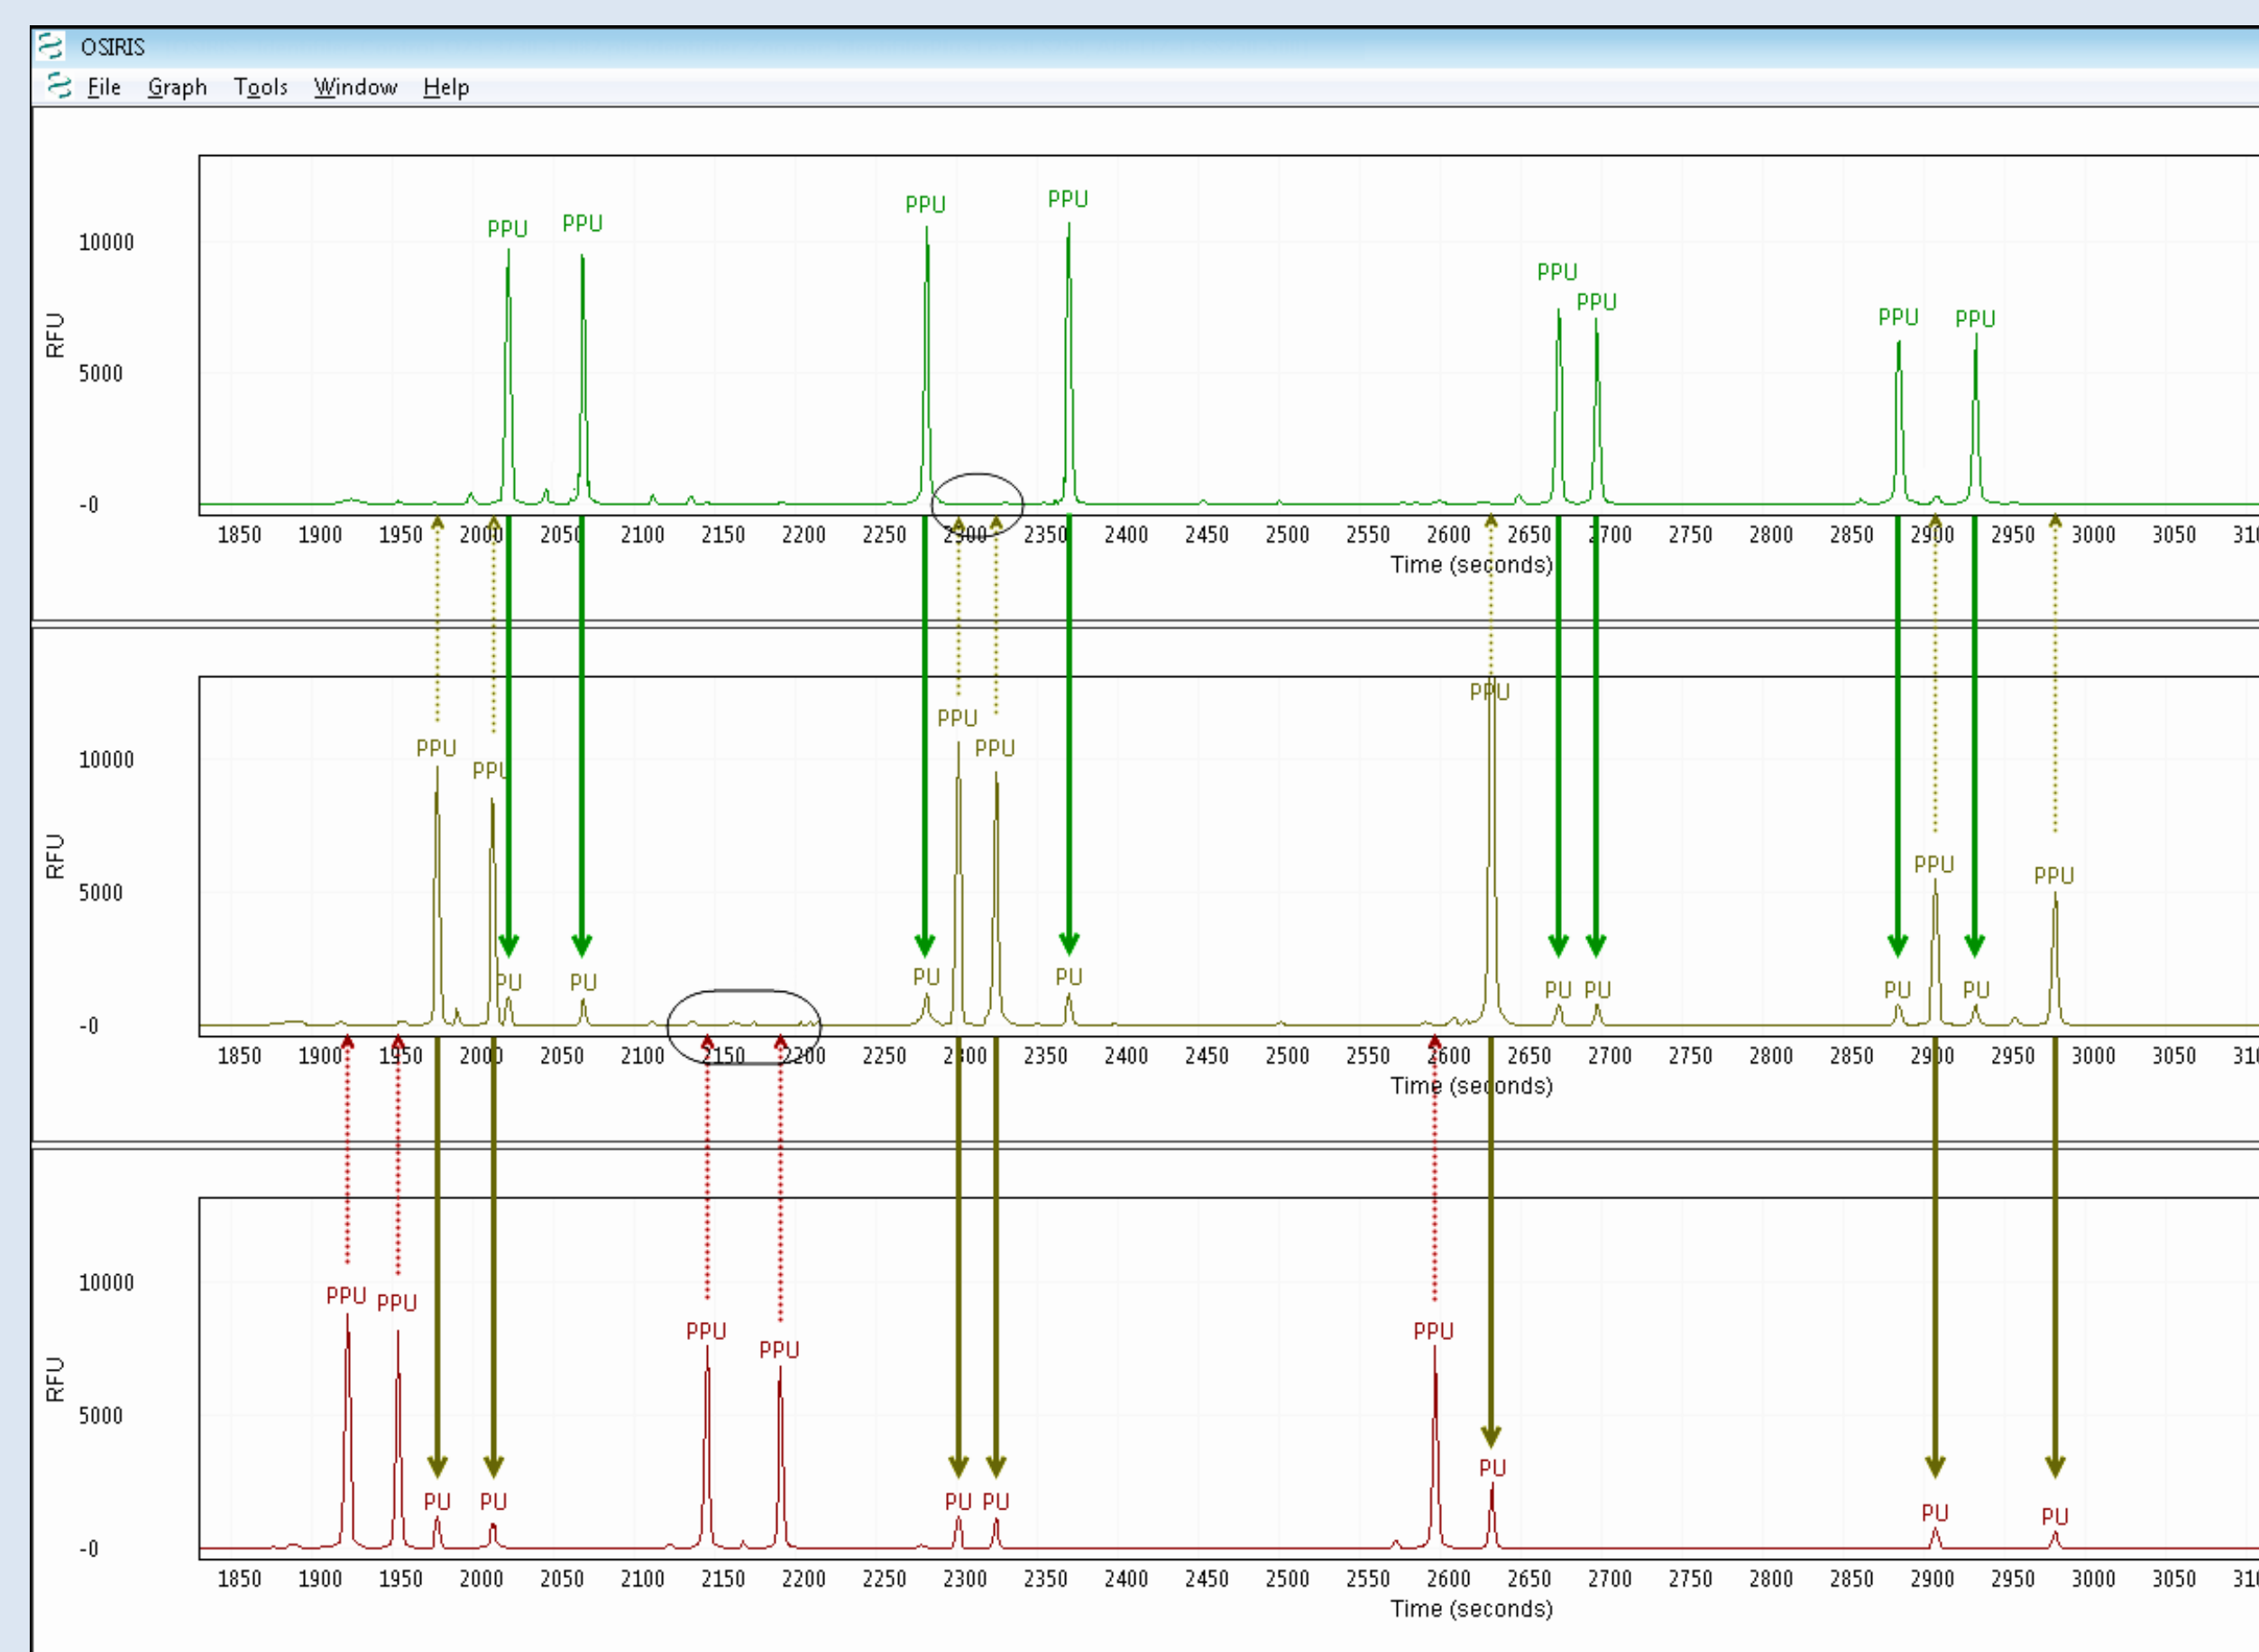 OSIRIS
File Graph Tools Window Help
PPU PPU PPU PPU PPU PPU PPU PPU
10000
RFU
5000
-0
1850 1900 1950 2000 2050 2100 2150 2200 2250 2300 2350 2400 2450 2500 2550 2600 2650 2700 2750 2800 2850 2900 2950 3000 3050 310
Time (seconds)
PPU PPU PPU PPU PPU PPU PPU
10000
RFU
5000
PU PU PU PU PU PU PU PU
-0
1850 1900 1950 2000 2050 2100 2150 2200 2250 2300 2350 2400 2450 2500 2550 2600 2650 2700 2750 2800 2850 2900 2950 3000 3050 310
Time (seconds)
10000
PPU PPU PPU PPU PPU
RFU
5000
PU PU PU PU PU PU PU
-0
1850 1900 1950 2000 2050 2100 2150 2200 2250 2300 2350 2400 2450 2500 2550 2600 2650 2700 2750 2800 2850 2900 2950 3000 3050 310
Time (seconds)